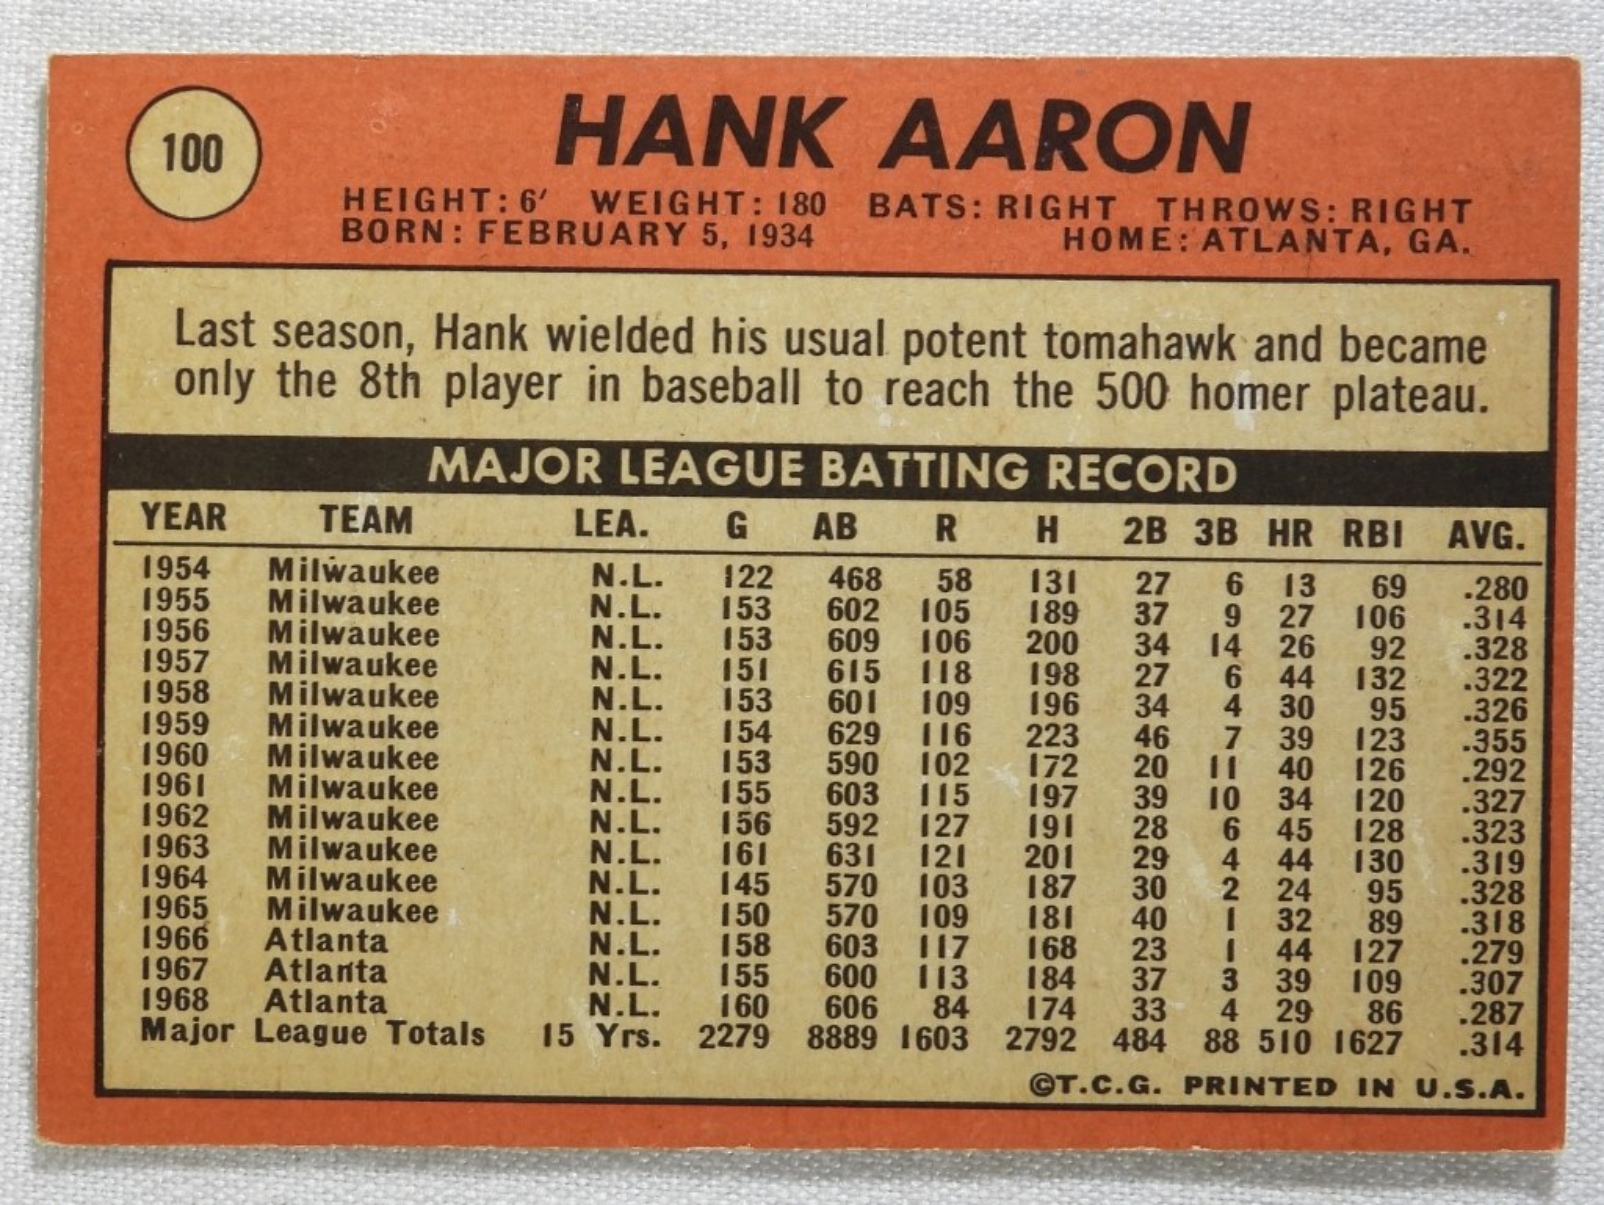 100
HANK AARON
HEIGHT: 6' WEIGHT: 180 BATS: RIGHT THROWS: RIGHT
BORN: FEBRUARY 5, 1934 HOME: ATLANTA, GA.
Last season, Hank wielded his usual potent tomahawk and became
only the 8th player in baseball to reach the 500 homer plateau.
MAJOR LEAGUE BATTING RECORD
YEAR TEAM LEA. G AB R H 2B 3B HR RBI AVG.
1954 Milwaukee N.L. 122 468 58 131 27 6 13 69 .280
1955 Milwaukee N.L. 153 602 105 189 37 9 27 106 .314
1956 Milwaukee N.L. 153 609 106 200 34 14 26 92 .328
1957 Milwaukee N.L. 151 615 118 198 27 6 44 132 .322
1958 Milwaukee N.L. 153 601 109 196 34 4 30 95 .326
1959 Milwaukee N.L. 154 629 116 223 46 7 39 123 .355
1960 Milwaukee N.L. 153 590 102 172 20 11 40 126 .292
1961 Milwaukee N.L. 155 603 115 197 39 10 34 120 .327
1962 Milwaukee N.L. 156 592 127 191 28 6 45 128 .323
1963 Milwaukee N.L. 161 631 121 201 29 4 44 130 .319
1964 Milwaukee N.L. 145 570 103 187 30 2 24 95 .328
1965 Milwaukee N.L. 150 570 109 181 40 1 32 89 .318
1966 Atlanta N.L. 158 603 117 168 23 1 44 127 .279
1967 Atlanta N.L. 155 600 113 184 37 3 39 109 .307
1968 Atlanta N.L. 160 606 84 174 33 4 29 86 .287
Major League Totals 15 Yrs. 2279 8889 1603 2792 484 88 510 1627 .314
©T.C.G. PRINTED IN U.S.A.